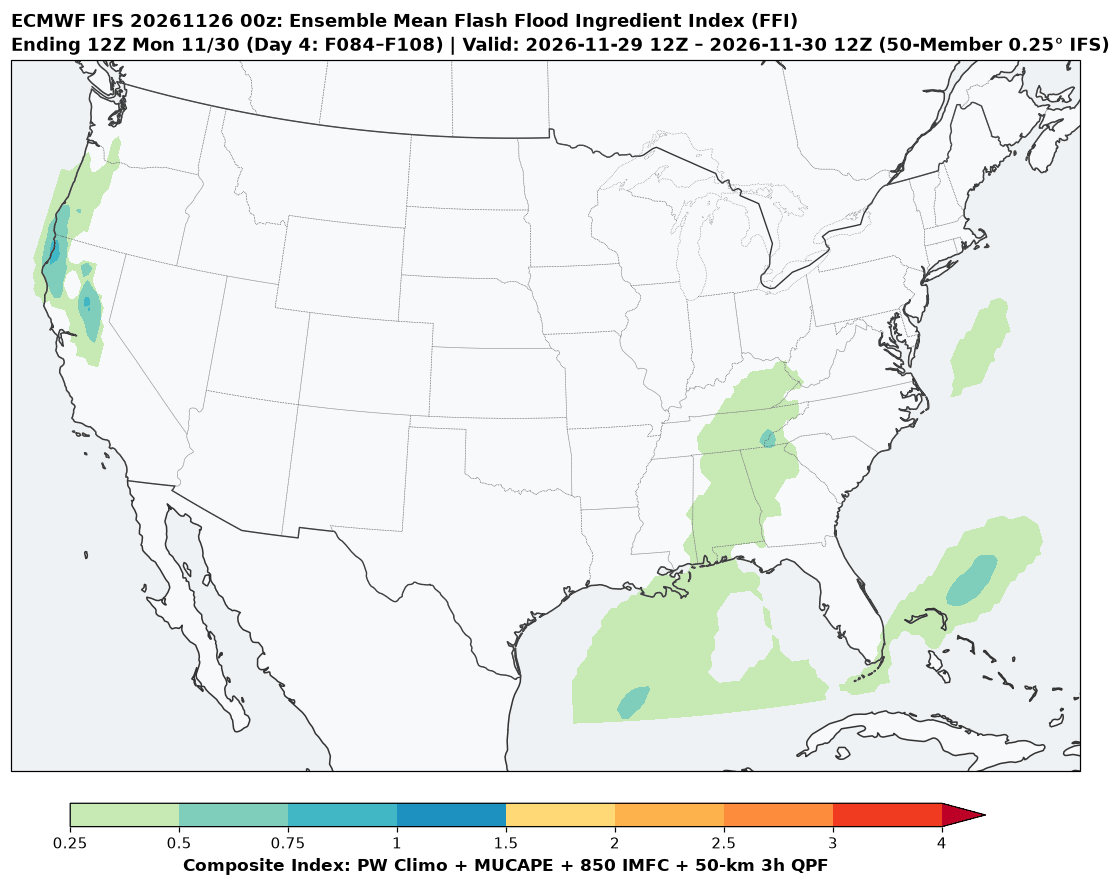 ECMWF IFS 20261126 00z: Ensemble Mean Flash Flood Ingredient Index (FFI)
Ending 12Z Mon 11/30 (Day 4: F084–F108) | Valid: 2026-11-29 12Z – 2026-11-30 12Z (50-Member 0.25° IFS)
0.25 0.5 0.75 1 1.5 2 2.5 3 4
Composite Index: PW Climo + MUCAPE + 850 IMFC + 50-km 3h QPF